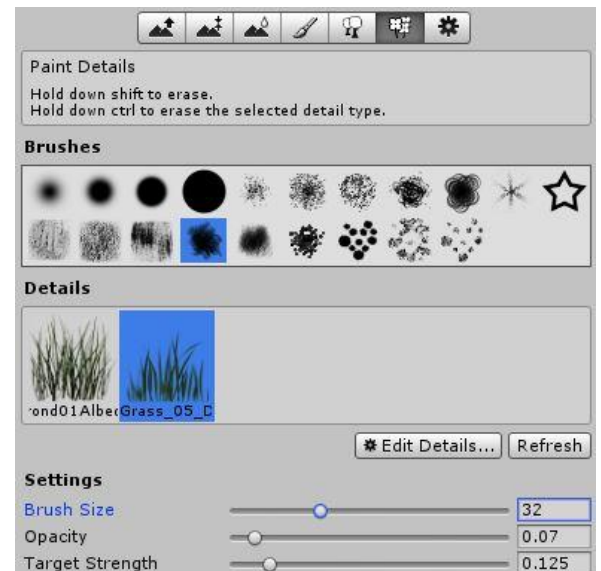 Paint Details
Hold down shift to erase.
Hold down ctrl to erase the selected detail type.
Brushes
Details
rond01Albec Grass_05_D
Edit Details... Refresh
Settings
Brush Size 32
Opacity 0.07
Target Strength 0.125